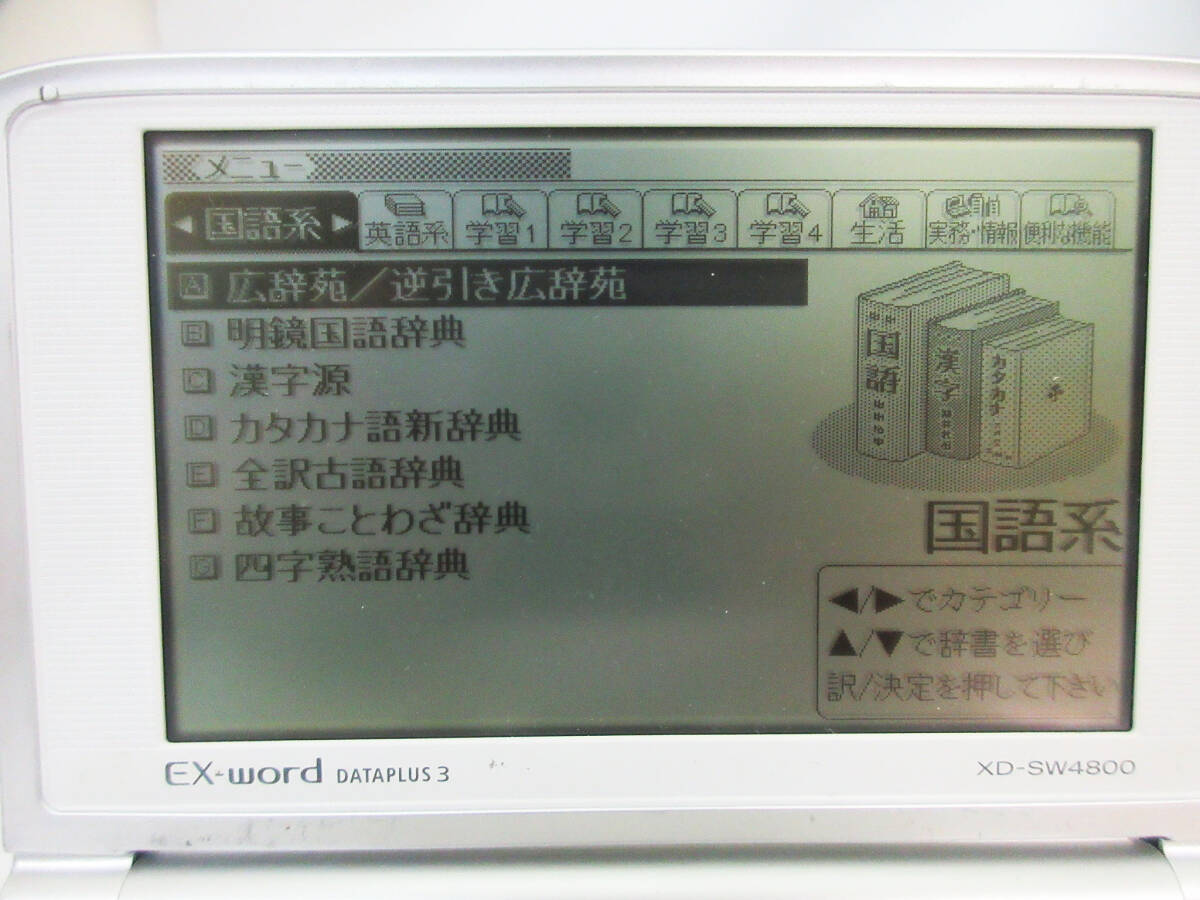 メニュー
国語系 英語系 学習1 学習2 学習3 学習4 生活 実務・情報 便利な機能
A 広辞苑／逆引き広辞苑
B 明鏡国語辞典
C 漢字源
D カタカナ語新辞典
E 全訳古語辞典
F 故事ことわざ辞典
G 四字熟語辞典
国語
漢字
カタカナ
国語系
◀/▶でカテゴリー
▲/▼で辞書を選び
訳/決定を押して下さい
EX-word DATAPLUS 3
XD-SW4800